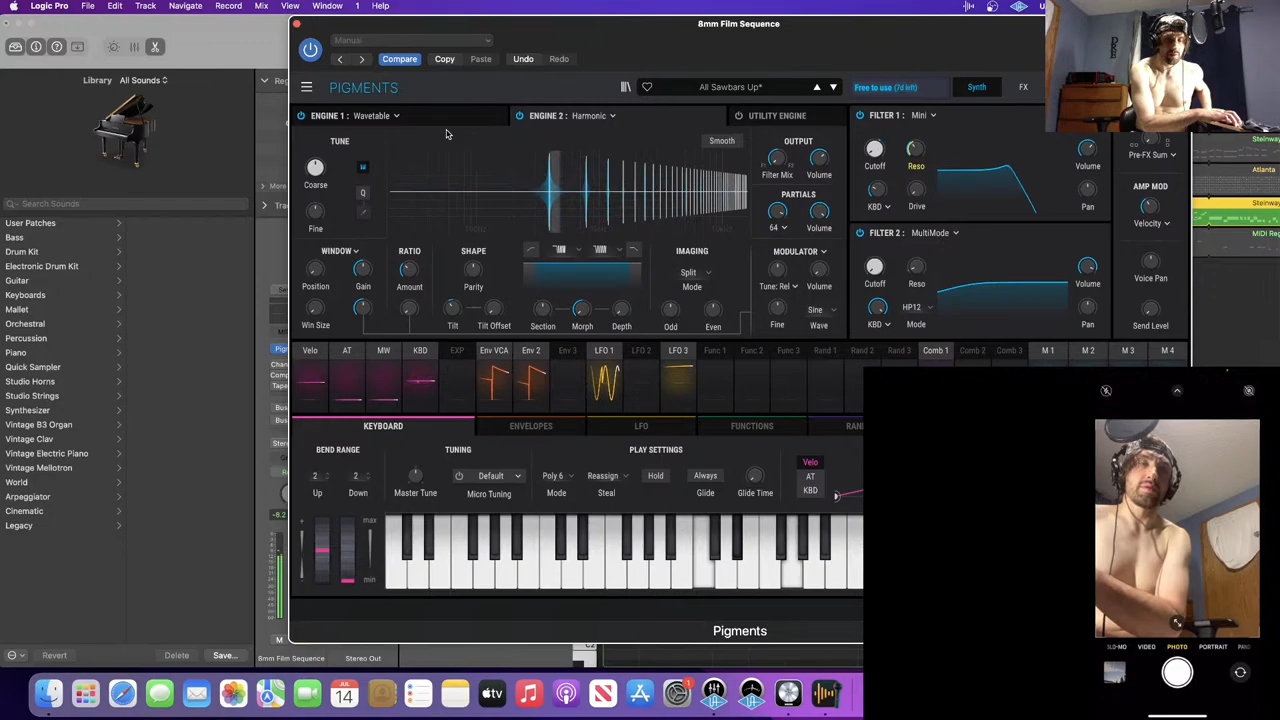 Logic Pro File Edit Track Navigate Record Mix View Window 1 Help
8mm Film Sequence
Manual
Compare Copy Paste Undo Redo
PIGMENTS All Sawbars Up* Free to use (7d left) Synth FX
Library All Sounds
Search Sounds
User Patches
Bass
Drum Kit
Electronic Drum Kit
Guitar
Keyboards
Mallet
Orchestral
Percussion
Piano
Quick Sampler
Studio Horns
Studio Strings
Synthesizer
Vintage B3 Organ
Vintage Clav
Vintage Electric Piano
Vintage Mellotron
World
Arpeggiator
Cinematic
Legacy
Revert Delete Save...
ENGINE 1: Wavetable ENGINE 2: Harmonic UTILITY ENGINE
TUNE
Coarse
Q
Fine
Smooth
OUTPUT
Filter Mix Volume
PARTIALS
64 Volume
WINDOW RATIO SHAPE IMAGING MODULATOR
Position Gain Amount Parity Split Tune: Rel Volume
Mode
Win Size Tilt Tilt Offset Section Morph Depth Odd Even Fine Sine
Wave
FILTER 1: Mini
Cutoff Reso Volume
KBD Drive Pan
FILTER 2: MultiMode
Cutoff Reso Volume
KBD HP12 Mode Pan
Pre-FX Sum
AMP MOD
Velocity
Voice Pan
Send Level
Steinway
Atlanta
Steinway
MIDI Reg
Velo AT MW KBD EXP Env VCA Env 2 Env 3 LFO 1 LFO 2 LFO 3 Func 1 Func 2 Func 3 Rand 1 Rand 2 Rand 3 Comb 1 Comb 2 Comb 3 M 1 M 2 M 3 M 4
KEYBOARD ENVELOPES LFO FUNCTIONS RAN
BEND RANGE TUNING PLAY SETTINGS
2 2 Default Poly 6 Reassign Hold Always
Up Down Master Tune Micro Tuning Mode Steal Glide Glide Time
Velo
AT
KBD
max
min
Pigments
8mm Film Sequence Stereo Out
VIDEO PHOTO PORTRAIT
JUL
14